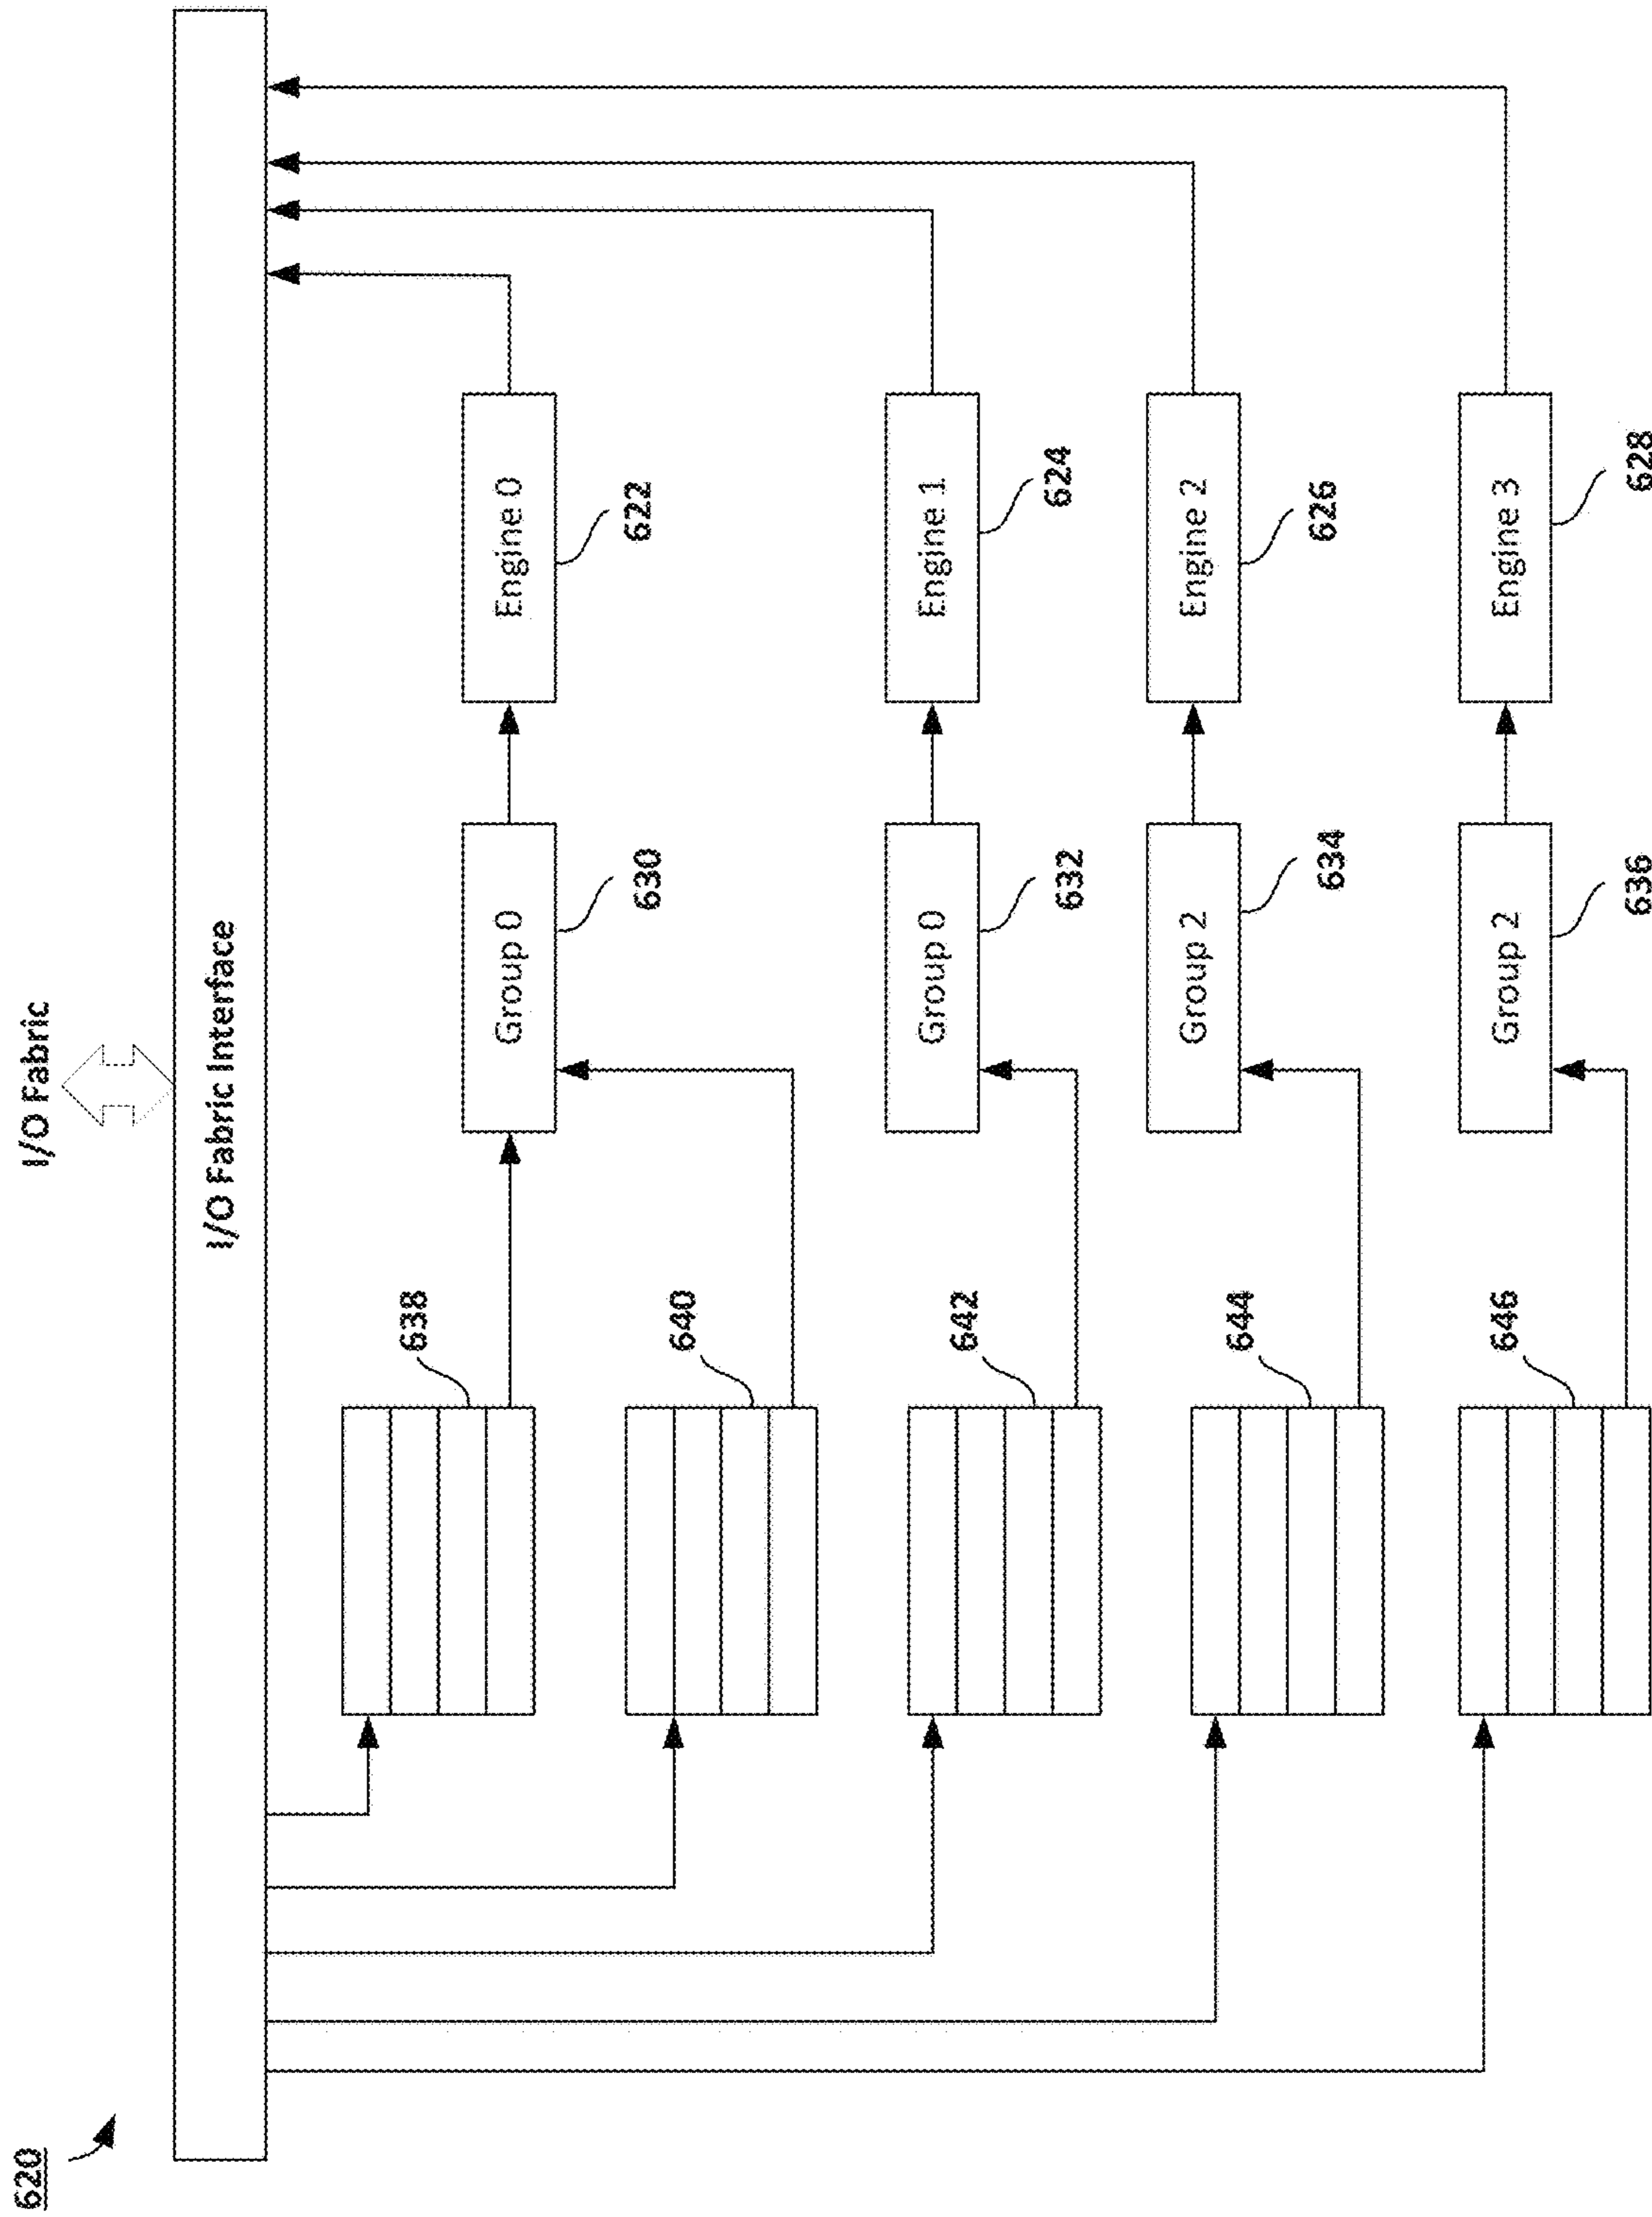 620
I/O Fabric
I/O Fabric Interface
638
Group 0
630
Engine 0
622
640
642
Group 0
632
Engine 1
624
644
Group 2
634
Engine 2
626
646
Group 2
636
Engine 3
628